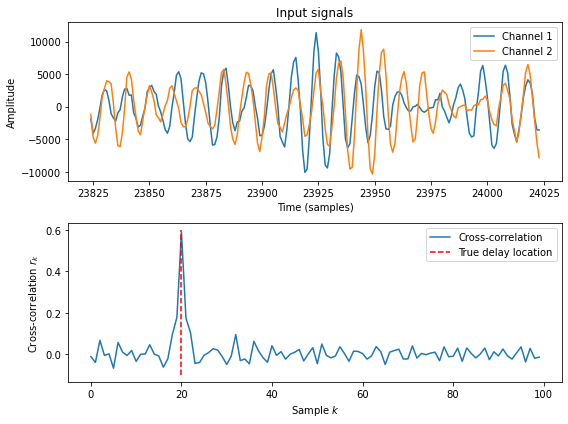 Input signals
Amplitude
10000
5000
0
−5000
−10000
Channel 1
Channel 2
23825 23850 23875 23900 23925 23950 23975 24000 24025
Time (samples)
Cross-correlation rₖ
0.6
0.4
0.2
0.0
Cross-correlation
True delay location
0 20 40 60 80 100
Sample k